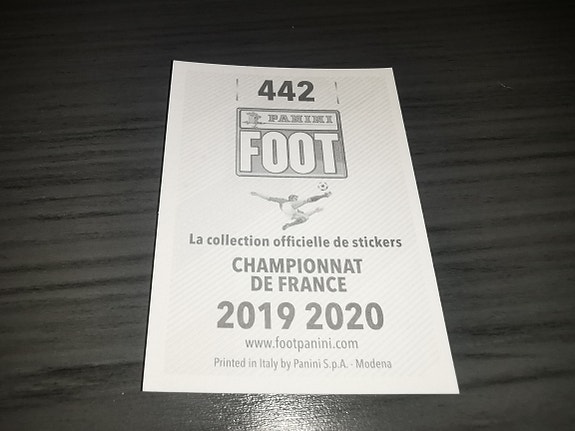 442
PANINI
FOOT
La collection officielle de stickers
CHAMPIONNAT
DE FRANCE
2019 2020
www.footpanini.com
Printed in Italy by Panini S.p.A. - Modena